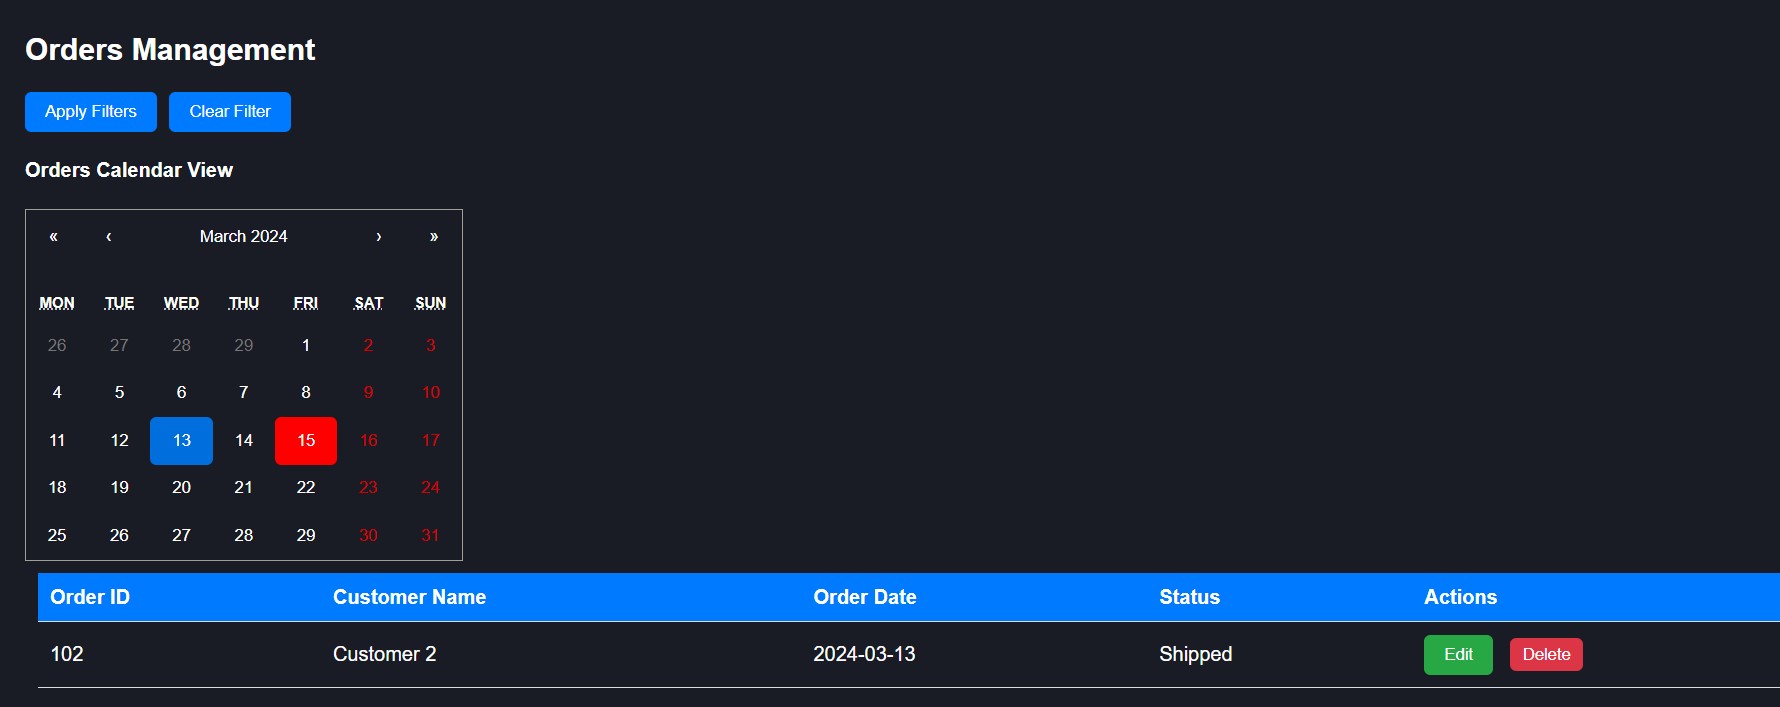 Orders Management
Apply Filters Clear Filter
Orders Calendar View
« ‹ March 2024 › »
MON TUE WED THU FRI SAT SUN
26 27 28 29 1 2 3
4 5 6 7 8 9 10
11 12 13 14 15 16 17
18 19 20 21 22 23 24
25 26 27 28 29 30 31
Order ID Customer Name Order Date Status Actions
102 Customer 2 2024-03-13 Shipped Edit Delete